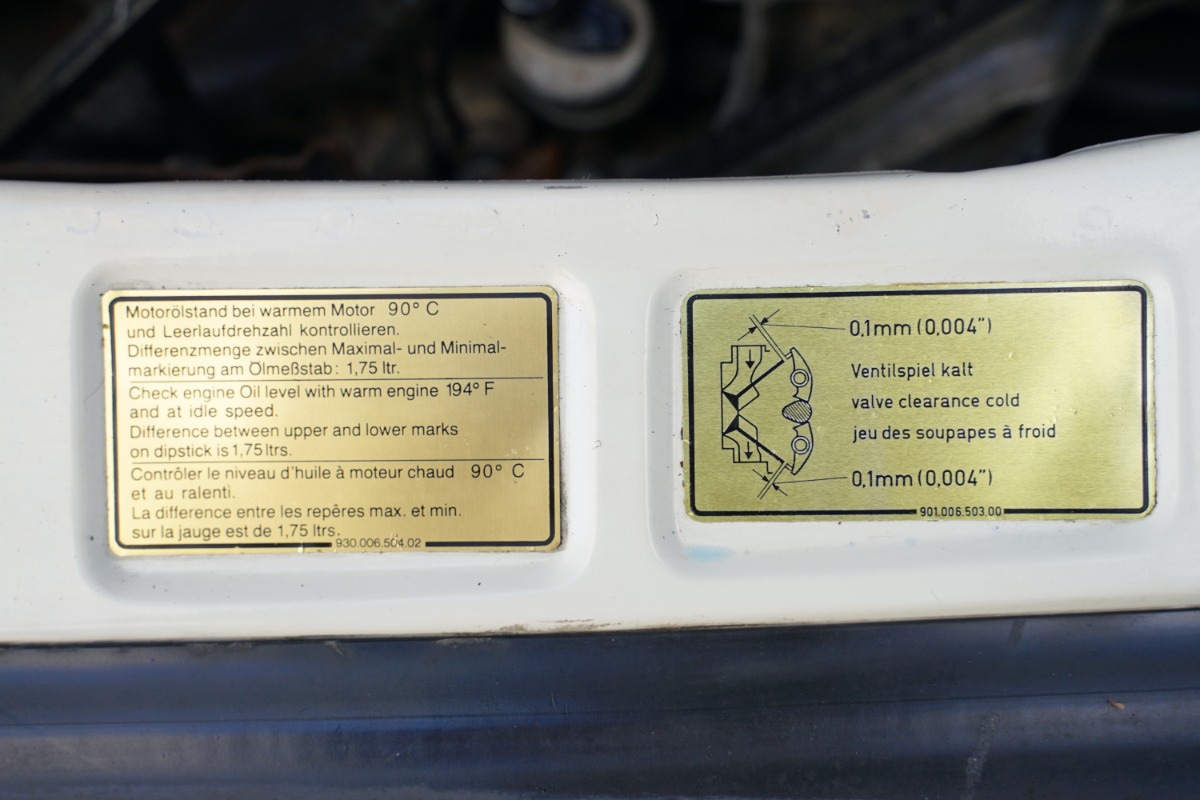 Motorölstand bei warmem Motor 90° C
und Leerlaufdrehzahl kontrollieren.
Differenzmenge zwischen Maximal- und Minimal-
markierung am Ölmeßstab: 1,75 ltr.
Check engine Oil level with warm engine 194° F
and at idle speed.
Difference between upper and lower marks
on dipstick is 1,75 ltrs.
Contrôler le niveau d'huile à moteur chaud 90° C
et au ralenti.
La différence entre les repères max. et min.
sur la jauge est de 1,75 ltrs.
930.006.504.02
0,1mm (0,004")
Ventilspiel kalt
valve clearance cold
jeu des soupapes à froid
0,1mm (0,004")
901.006.503.00